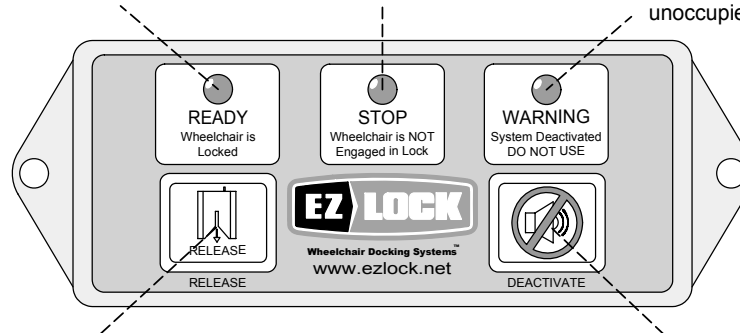 unoccupie
READY
Wheelchair is
Locked
STOP
Wheelchair is NOT
Engaged in Lock
WARNING
System Deactivated
DO NOT USE
RELEASE
RELEASE
EZ LOCK
Wheelchair Docking Systems™
www.ezlock.net
DEACTIVATE